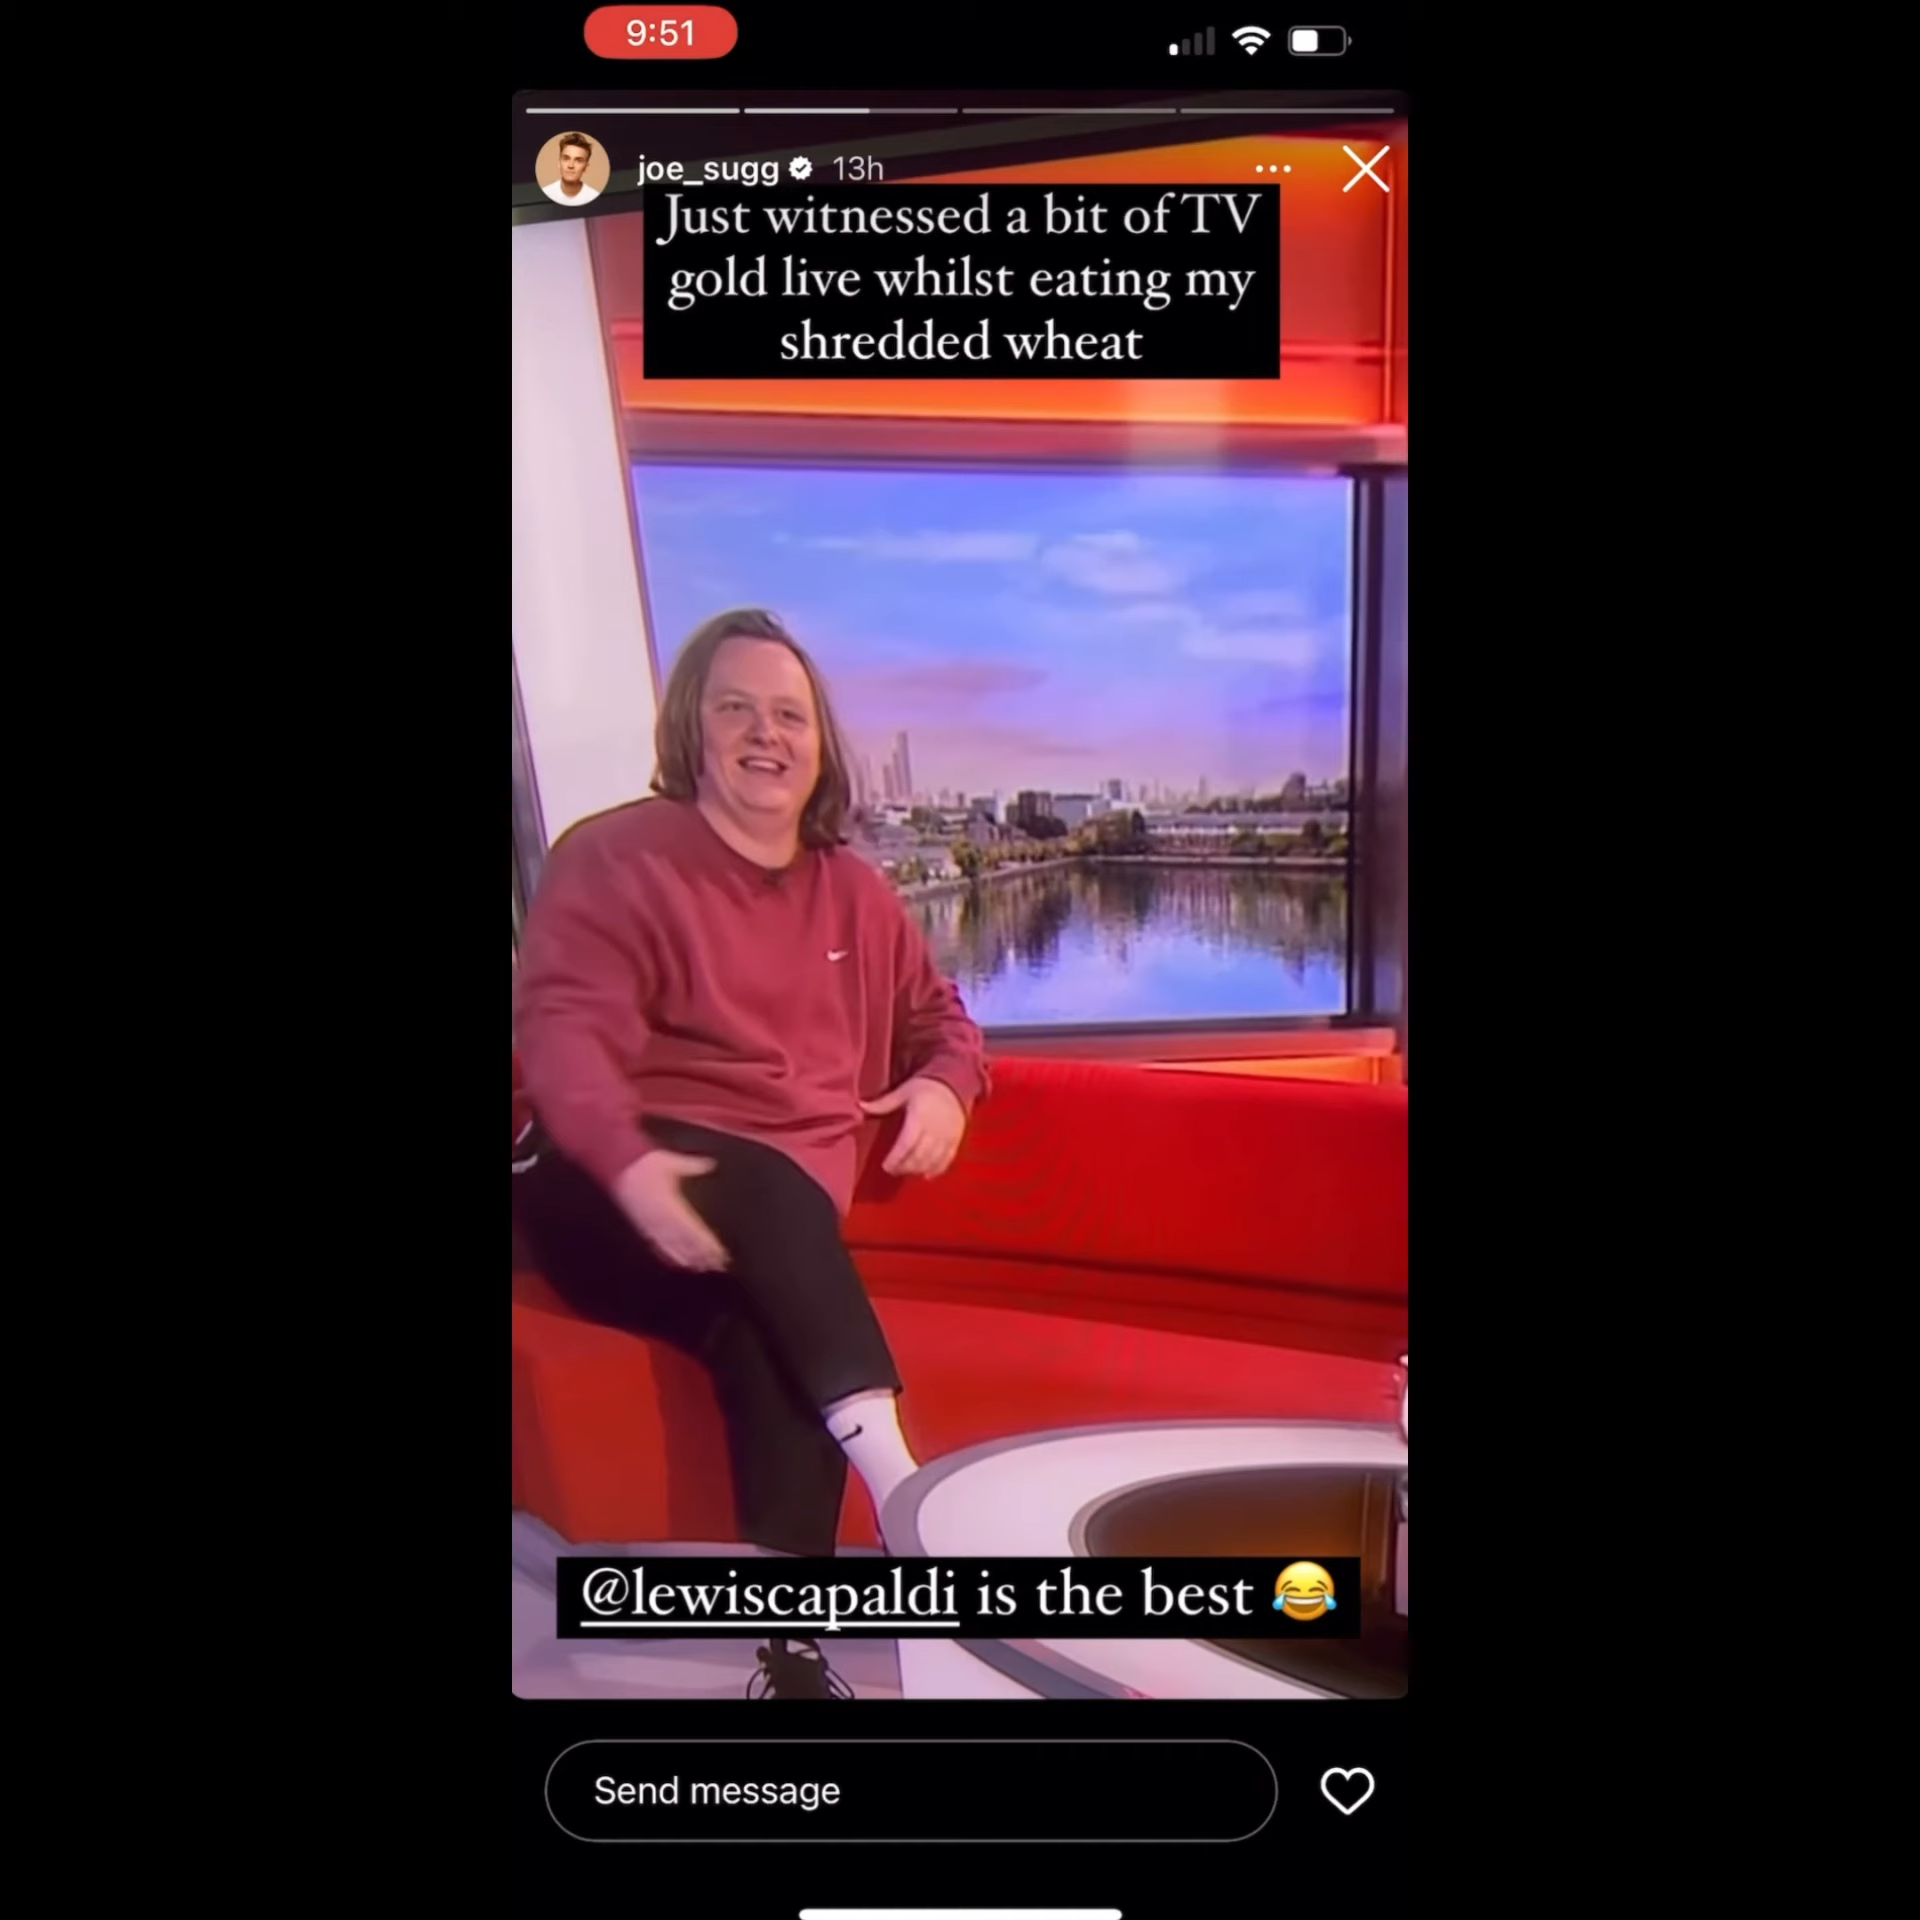 9:51
joe_sugg 13h
Just witnessed a bit of TV
gold live whilst eating my
shredded wheat
@lewiscapaldi is the best 😂
Send message